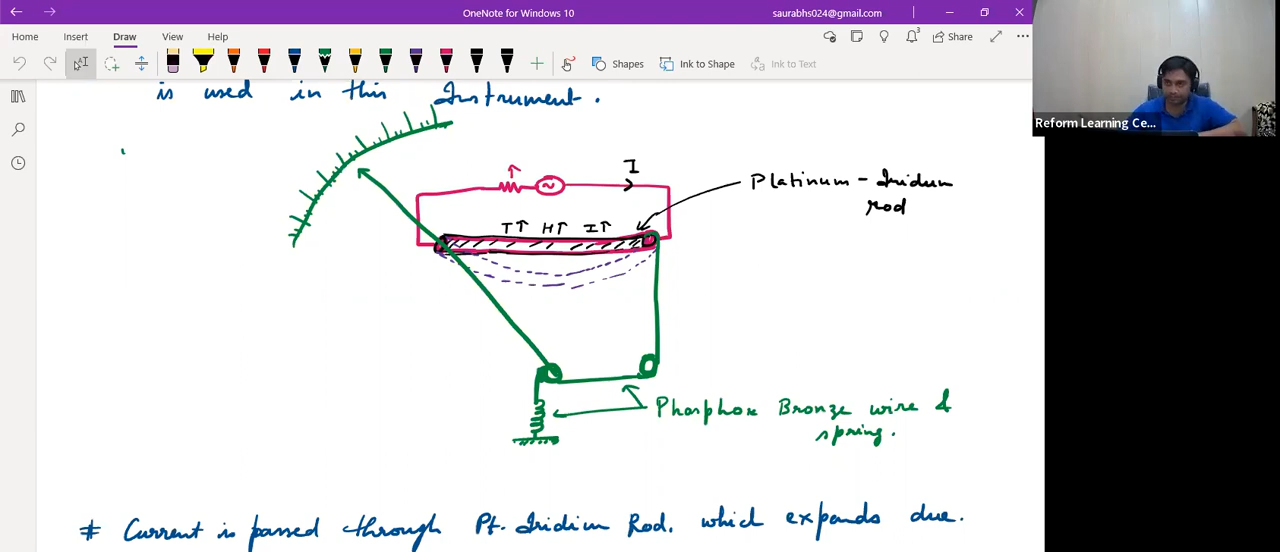 OneNote for Windows 10
saurabhs024@gmail.com
Home Insert Draw View Help
Share
Shapes Ink to Shape Ink to Text
Reform Learning Ce...
is used in this Instrument.
I
Platinum - Iridum
rod
T↑ H↑ I↑
Phosphor Bronze wire &
spring.
# Current is passed through Pt. Iridium Rod. which expands due.